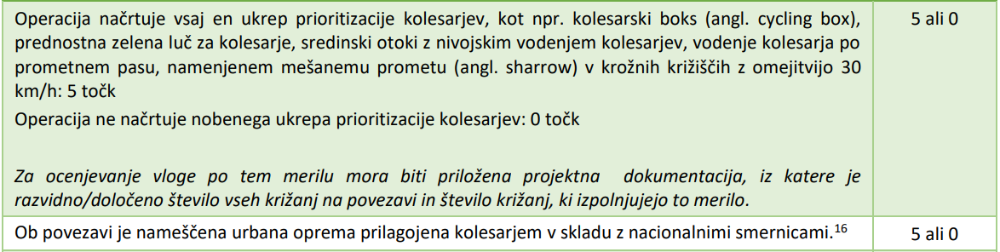 Operacija načrtuje vsaj en ukrep prioritizacije kolesarjev, kot npr. kolesarski boks (angl. cycling box),
5 ali 0
prednostna zelena luč za kolesarje, sredinski otoki z nivojskim vodenjem kolesarjev, vodenje kolesarja po
prometnem pasu, namenjenem mešanemu prometu (angl. sharrow) v krožnih križiščih z omejitvijo 30
km/h: 5 točk
Operacija ne načrtuje nobenega ukrepa prioritizacije kolesarjev: 0 točk
Za ocenjevanje vloge po tem merilu mora biti priložena projektna dokumentacija, iz katere je
razvidno/določeno število vseh križanj na povezavi in število križanj, ki izpolnjujejo to merilo.
Ob povezavi je nameščena urbana oprema prilagojena kolesarjem v skladu z nacionalnimi smernicami.16
5 ali 0